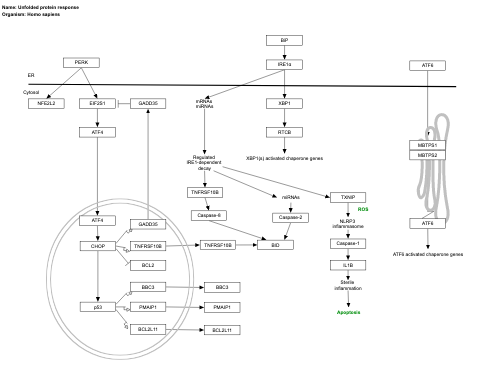 Name: Unfolded protein response
Organism: Homo sapiens
BiP
PERK
IRE1α
ATF6
ER
Cytosol
NFE2L2
EIF2S1
GADD35
mRNAs
miRNAs
XBP1
ATF4
RTCB
MBTPS1
MBTPS2
Regulated
IRE1-dependent
decay
XBP1(s) activated chaperone genes
TNFRSF10B
miRNAs
TXNIP
ROS
Caspase-8
Caspase-2
NLRP3
inflammasome
ATF4
GADD35
ATF6
CHOP
TNFRSF10B
TNFRSF10B
BID
Caspase-1
ATF6 activated chaperone genes
BCL2
IL1B
BBC3
BBC3
Sterile
inflammation
p53
PMAIP1
PMAIP1
Apoptosis
BCL2L11
BCL2L11